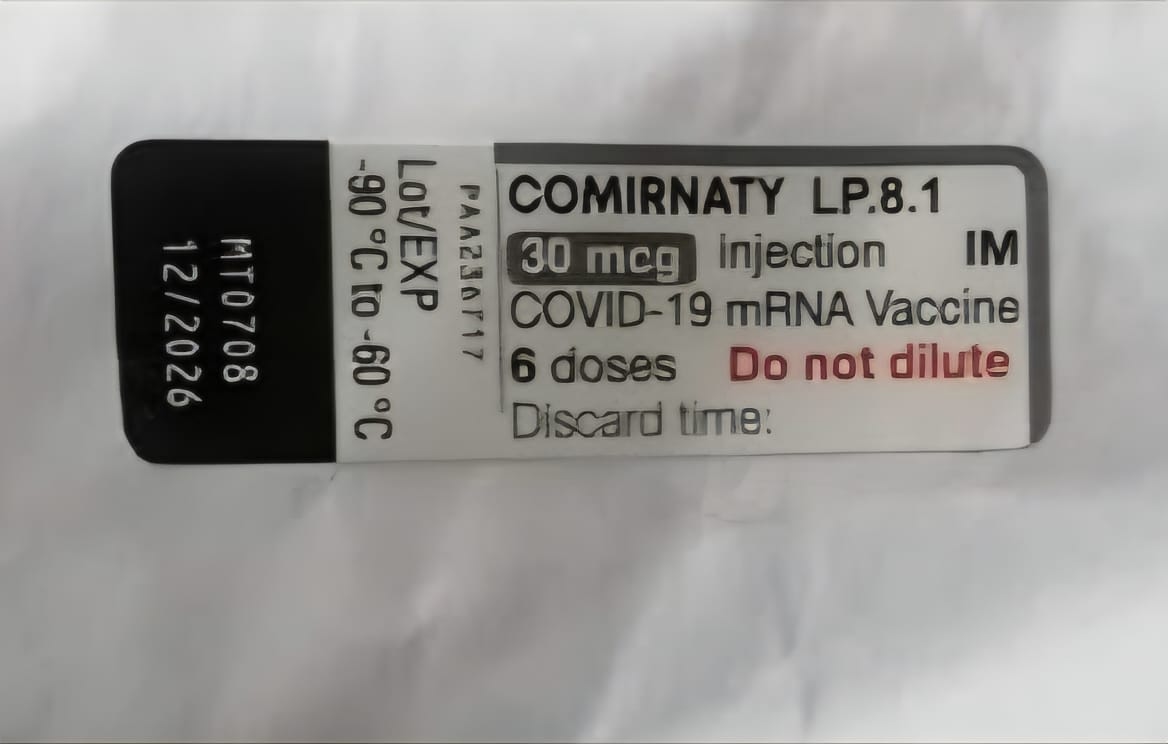 COMIRNATY LP.8.1
30 mcg Injection IM
COVID-19 mRNA Vaccine
6 doses Do not dilute
Discard time:
Lot/EXP
-90 °C to -60 °C
MT0708
12/2026